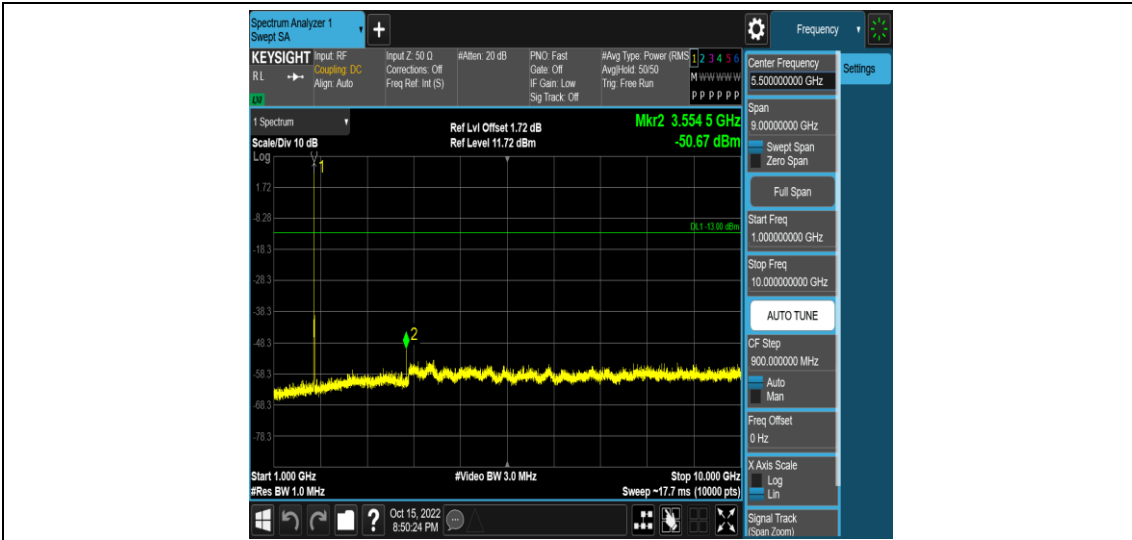 Spectrum Analyzer 1
Swept SA
Frequency
KEYSIGHT
RL
LXI
Input: RF
Coupling: DC
Align: Auto
Input Z: 50 Ω
Corrections: Off
Freq Ref: Int (S)
#Atten: 20 dB
PNO: Fast
Gate: Off
IF Gain: Low
Sig Track: Off
#Avg Type: Power (RMS
Avg|Hold: 50/50
Trig: Free Run
1 2 3 4 5 6
M W W W W W
P P P P P P
1 Spectrum
Scale/Div 10 dB
Log
Ref Lvl Offset 1.72 dB
Ref Level 11.72 dBm
Mkr2 3.554 5 GHz
-50.67 dBm
1
1.72
-8.28
DL1 -13.00 dBm
-18.3
-28.3
-38.3
2
-48.3
-58.3
-68.3
-78.3
Start 1.000 GHz
#Res BW 1.0 MHz
#Video BW 3.0 MHz
Stop 10.000 GHz
Sweep ~17.7 ms (10000 pts)
?
Oct 15, 2022
8:50:24 PM
Center Frequency
5.500000000 GHz
Settings
Span
9.00000000 GHz
Swept Span
Zero Span
Full Span
Start Freq
1.000000000 GHz
Stop Freq
10.000000000 GHz
AUTO TUNE
CF Step
900.000000 MHz
Auto
Man
Freq Offset
0 Hz
X Axis Scale
Log
Lin
Signal Track
(Span Zoom)